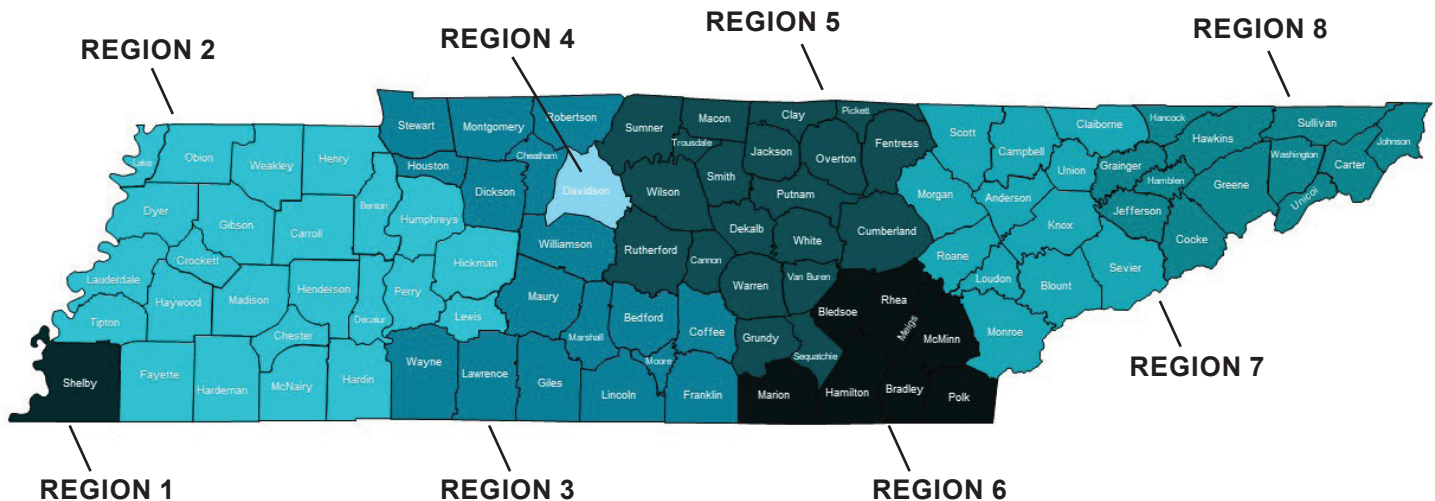 REGION 5
REGION 8
REGION 4
REGION 2
Stewart
Montgomery
Robertson
Sumner
Macon
Clay
Pickett
Trousdale
Fentress
Scott
Campbell
Claiborne
Hancock
Hawkins
Sullivan
Johnson
Lake
Obion
Weakley
Henry
Houston
Cheatham
Dickson
Davidson
Wilson
Smith
Jackson
Overton
Putnam
Morgan
Anderson
Union
Grainger
Hamblen
Greene
Washington
Unicoi
Carter
Dyer
Gibson
Carroll
Benton
Humphreys
Williamson
Rutherford
Cannon
Dekalb
White
Cumberland
Roane
Loudon
Knox
Jefferson
Cocke
Sevier
Blount
Lauderdale
Crockett
Haywood
Madison
Henderson
Decatur
Perry
Hickman
Lewis
Maury
Marshall
Bedford
Coffee
Warren
Van Buren
Bledsoe
Rhea
Meigs
McMinn
Monroe
Tipton
Chester
Moore
Grundy
Sequatchie
Shelby
Fayette
Hardeman
McNairy
Hardin
Wayne
Lawrence
Giles
Lincoln
Franklin
Marion
Hamilton
Bradley
Polk
REGION 7
REGION 1
REGION 3
REGION 6